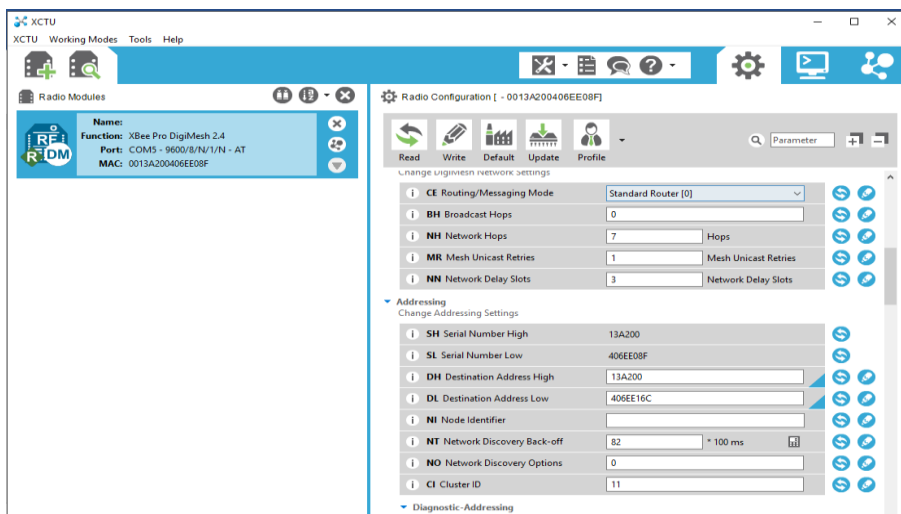 XCTU
XCTU Working Modes Tools Help
Radio Modules
Name:
Function: XBee Pro DigiMesh 2.4
Port: COM5 - 9600/8/N/1/N - AT
MAC: 0013A200406EE08F
RF
R DM
Radio Configuration [ - 0013A200406EE08F]
Read Write Default Update Profile
Parameter
Change DigiMesh Network Settings
i CE Routing/Messaging Mode Standard Router [0]
i BH Broadcast Hops 0
i NH Network Hops 7 Hops
i MR Mesh Unicast Retries 1 Mesh Unicast Retries
i NN Network Delay Slots 3 Network Delay Slots
Addressing
Change Addressing Settings
i SH Serial Number High 13A200
i SL Serial Number Low 406EE08F
i DH Destination Address High 13A200
i DL Destination Address Low 406EE16C
i NI Node Identifier
i NT Network Discovery Back-off 82 * 100 ms
i NO Network Discovery Options 0
i CI Cluster ID 11
Diagnostic-Addressing